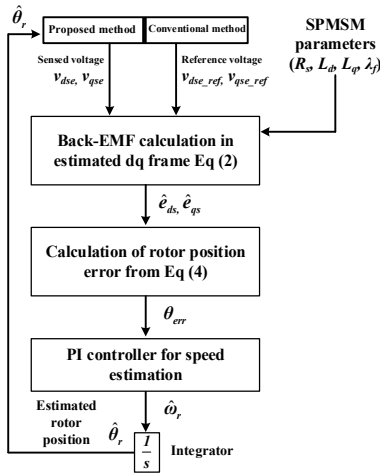 θ̂r
Proposed method
Conventional method
Sensed voltage
vdse, vqse
Reference voltage
vdse_ref, vqse_ref
SPMSM
parameters
(Rs, Ld, Lq, λf)
Back-EMF calculation in
estimated dq frame Eq (2)
êds, êqs
Calculation of rotor position
error from Eq (4)
θerr
PI controller for speed
estimation
ω̂r
Estimated
rotor
position
θ̂r
1
s
Integrator